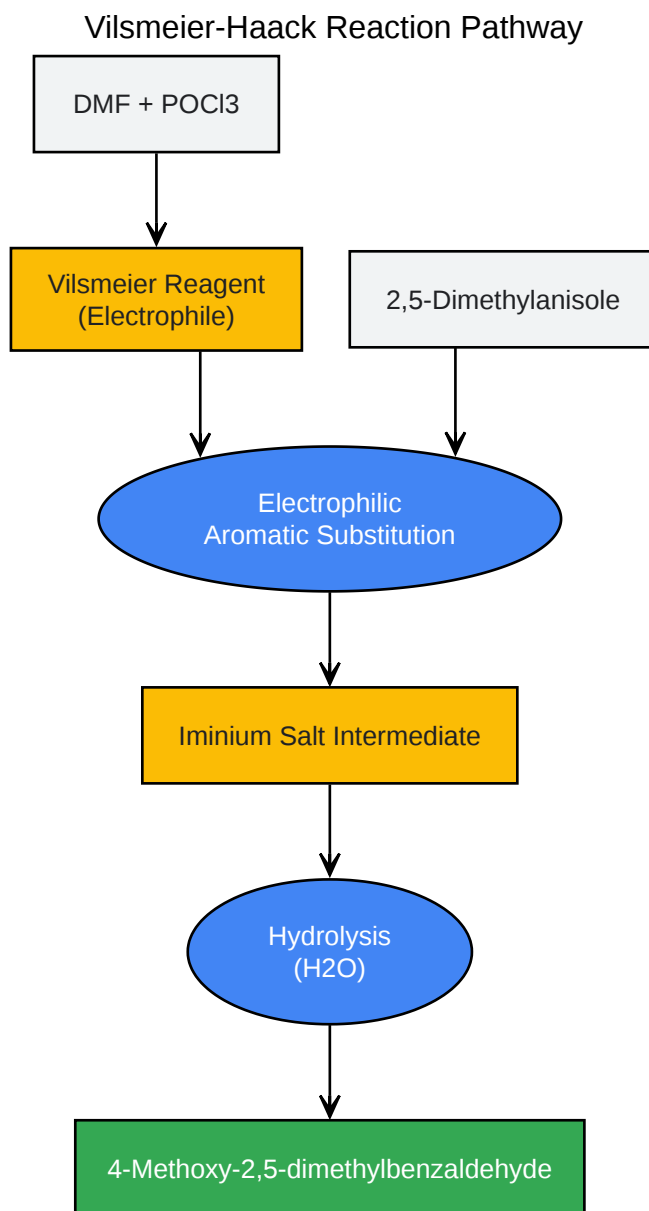 Vilsmeier-Haack Reaction Pathway
DMF + POCl3
Vilsmeier Reagent
(Electrophile)
2,5-Dimethylanisole
Electrophilic
Aromatic Substitution
Iminium Salt Intermediate
Hydrolysis
(H2O)
4-Methoxy-2,5-dimethylbenzaldehyde